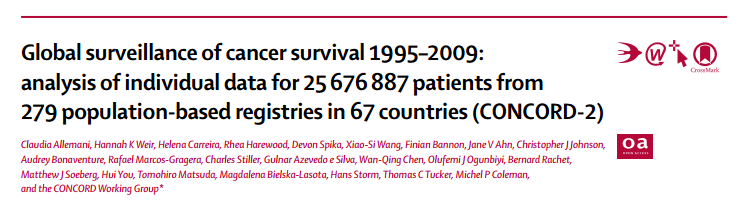 Global surveillance of cancer survival 1995–2009:
analysis of individual data for 25 676 887 patients from
279 population-based registries in 67 countries (CONCORD-2)
W
CrossMark
Claudia Allemani, Hannah K Weir, Helena Carreira, Rhea Harewood, Devon Spika, Xiao-Si Wang, Finian Bannon, Jane V Ahn, Christopher J Johnson,
Audrey Bonaventure, Rafael Marcos-Gragera, Charles Stiller, Gulnar Azevedo e Silva, Wan-Qing Chen, Olufemi J Ogunbiyi, Bernard Rachet,
Matthew J Soeberg, Hui You, Tomohiro Matsuda, Magdalena Bielska-Lasota, Hans Storm, Thomas C Tucker, Michel P Coleman,
and the CONCORD Working Group*
oa
OPEN ACCESS